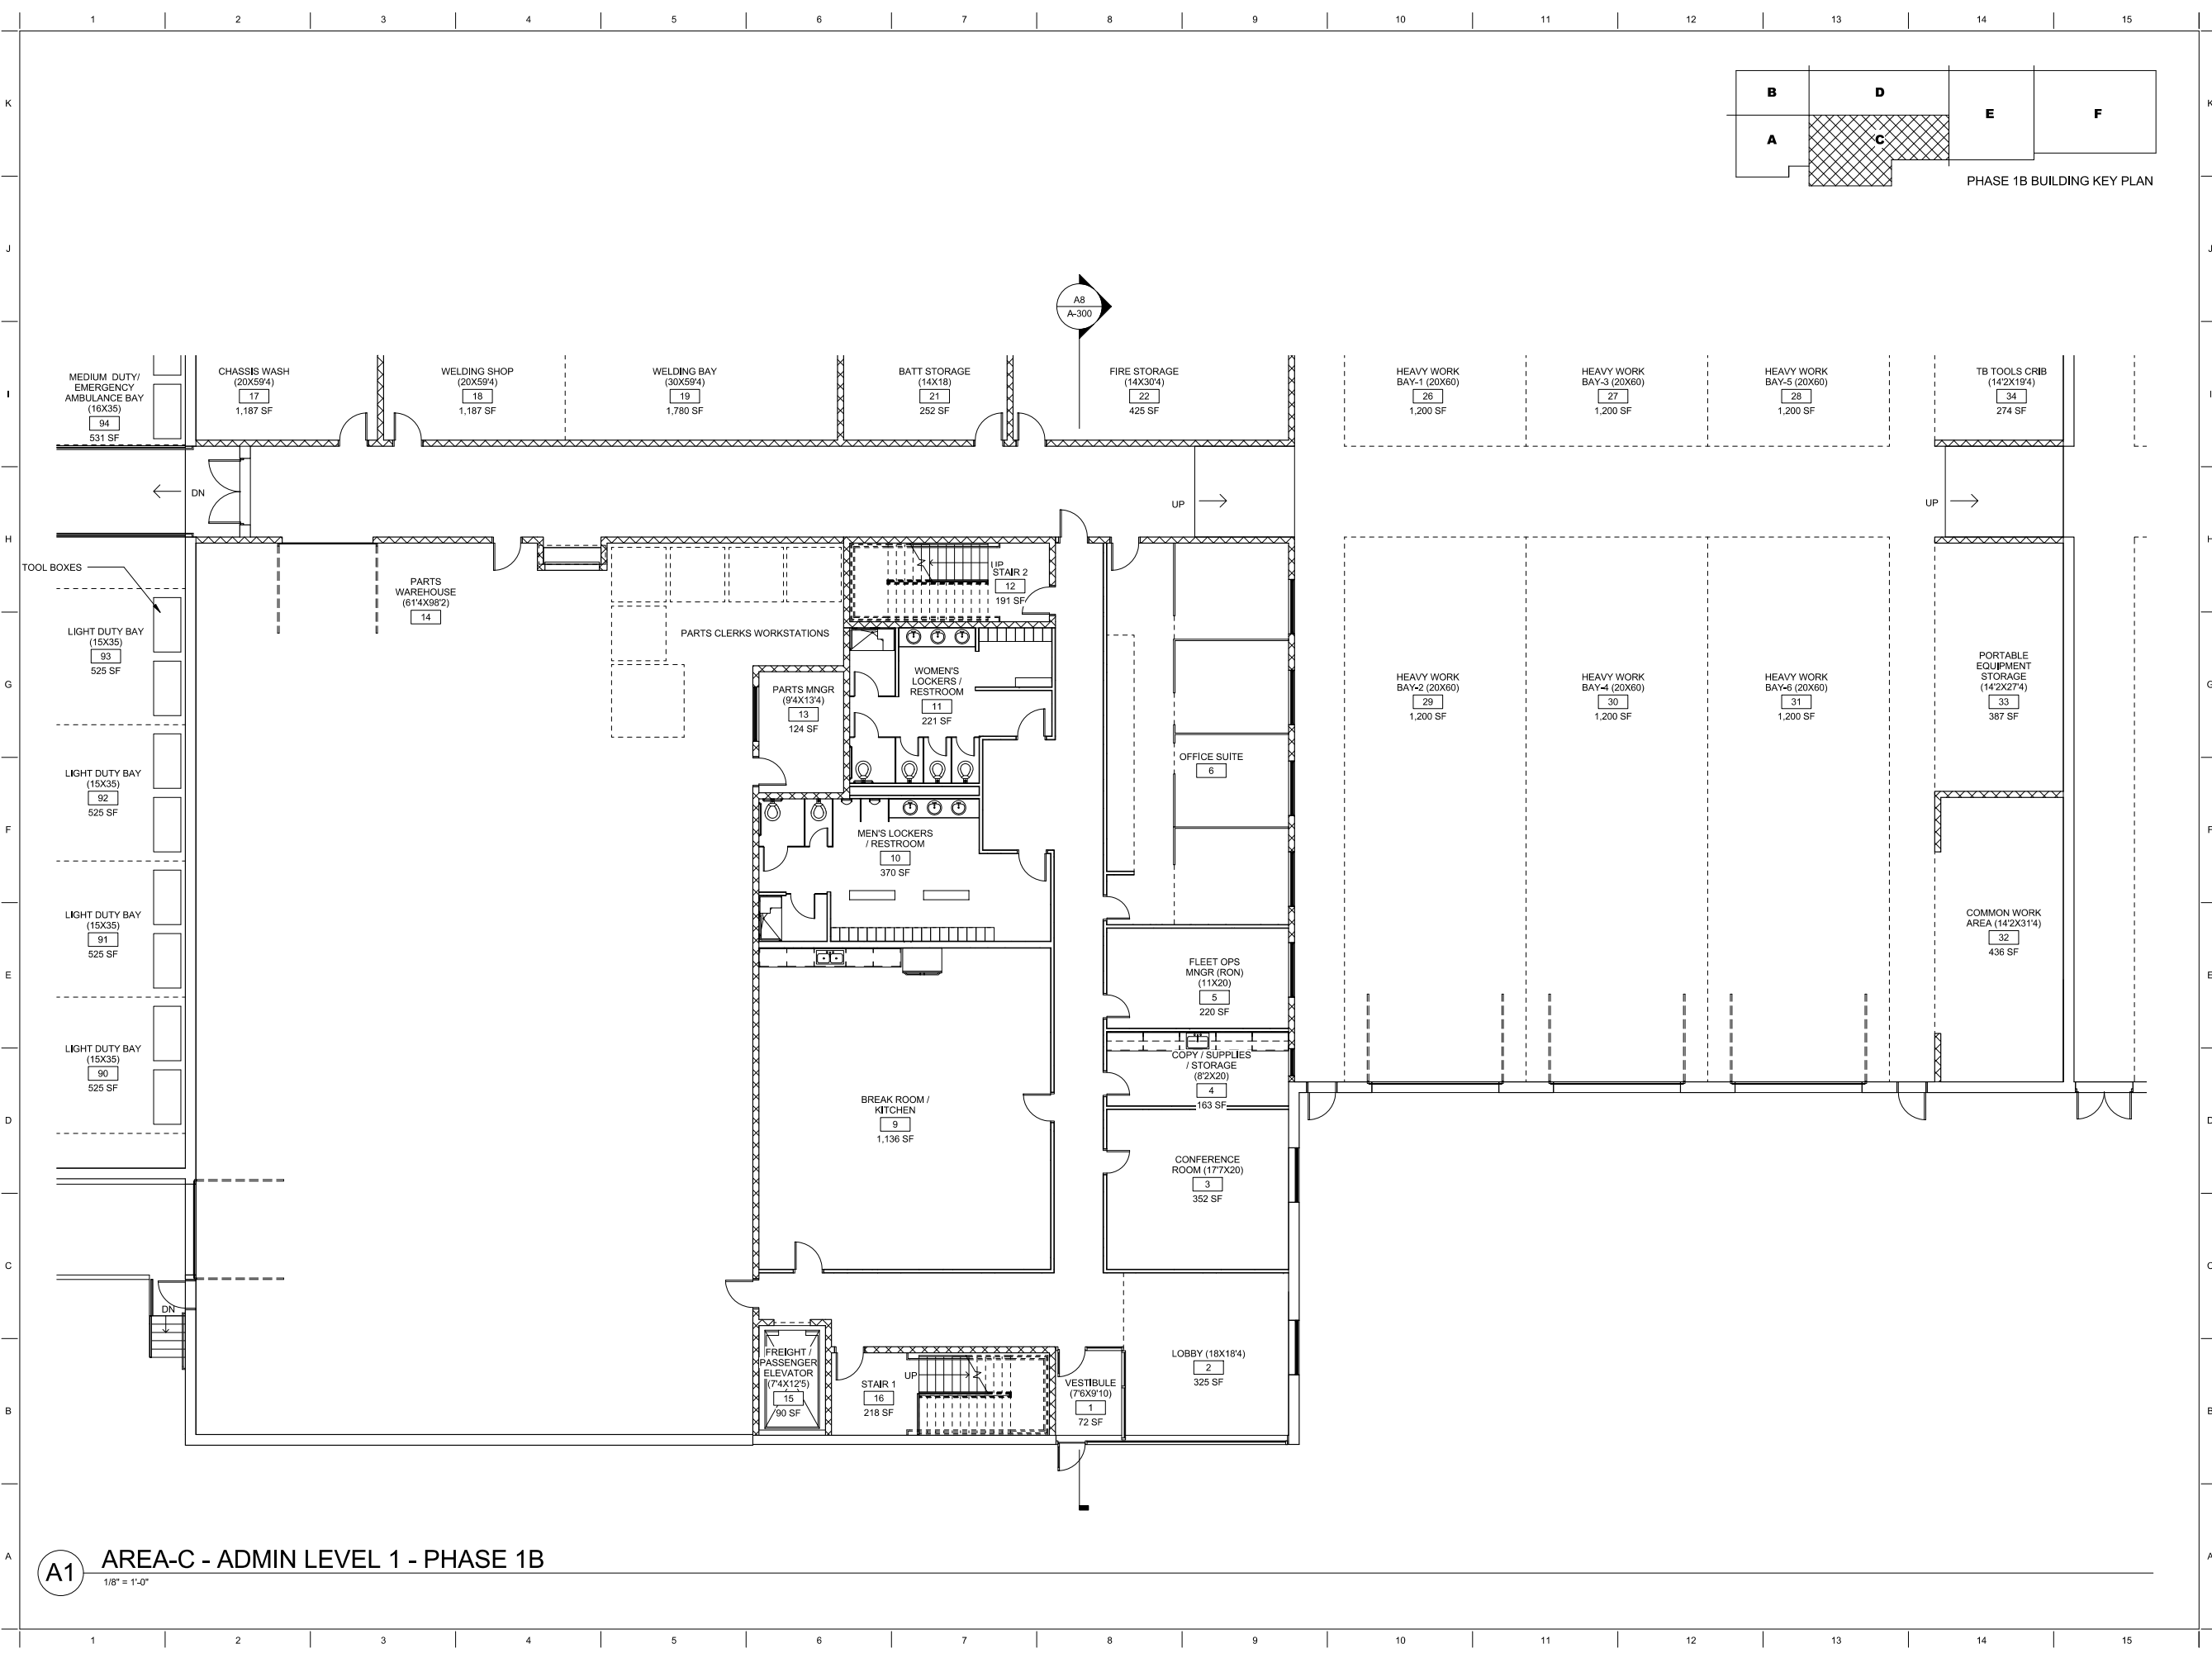 1 2 3 4 5 6 7 8 9 10 11 12 13 14 15
K
J
I
H
G
F
E
D
C
B
A
K
J
I
H
G
F
E
D
C
B
A
B
D
E
F
A
C
PHASE 1B BUILDING KEY PLAN
A8
A-300
MEDIUM DUTY/
EMERGENCY
AMBULANCE BAY
(16X35)
94
531 SF
CHASSIS WASH
(20X59'4)
17
1,187 SF
WELDING SHOP
(20X59'4)
18
1,187 SF
WELDING BAY
(30X59'4)
19
1,780 SF
BATT STORAGE
(14X18)
21
252 SF
FIRE STORAGE
(14X30'4)
22
425 SF
HEAVY WORK
BAY-1 (20X60)
26
1,200 SF
HEAVY WORK
BAY-3 (20X60)
27
1,200 SF
HEAVY WORK
BAY-5 (20X60)
28
1,200 SF
TB TOOLS CRIB
(14'2X19'4)
34
274 SF
DN
UP
UP
TOOL BOXES
PARTS
WAREHOUSE
(61'4X98'2)
14
UP
STAIR 2
12
191 SF
PARTS CLERKS WORKSTATIONS
LIGHT DUTY BAY
(15X35)
93
525 SF
PARTS MNGR
(9'4X13'4)
13
124 SF
WOMEN'S
LOCKERS /
RESTROOM
11
221 SF
HEAVY WORK
BAY-2 (20X60)
29
1,200 SF
HEAVY WORK
BAY-4 (20X60)
30
1,200 SF
HEAVY WORK
BAY-6 (20X60)
31
1,200 SF
PORTABLE
EQUIPMENT
STORAGE
(14'2X27'4)
33
387 SF
OFFICE SUITE
6
LIGHT DUTY BAY
(15X35)
92
525 SF
MEN'S LOCKERS
/ RESTROOM
10
370 SF
LIGHT DUTY BAY
(15X35)
91
525 SF
COMMON WORK
AREA (14'2X31'4)
32
436 SF
FLEET OPS
MNGR (RON)
(11X20)
5
220 SF
LIGHT DUTY BAY
(15X35)
90
525 SF
COPY / SUPPLIES
/ STORAGE
(8'2X20)
4
163 SF
BREAK ROOM /
KITCHEN
9
1,136 SF
CONFERENCE
ROOM (17'7X20)
3
352 SF
DN
FREIGHT /
PASSENGER
ELEVATOR
(7'4X12'5)
15
90 SF
STAIR 1
16
218 SF
UP
VESTIBULE
(7'6X9'10)
1
72 SF
LOBBY (18X18'4)
2
325 SF
A1
AREA-C - ADMIN LEVEL 1 - PHASE 1B
1/8" = 1'-0"
1 2 3 4 5 6 7 8 9 10 11 12 13 14 15